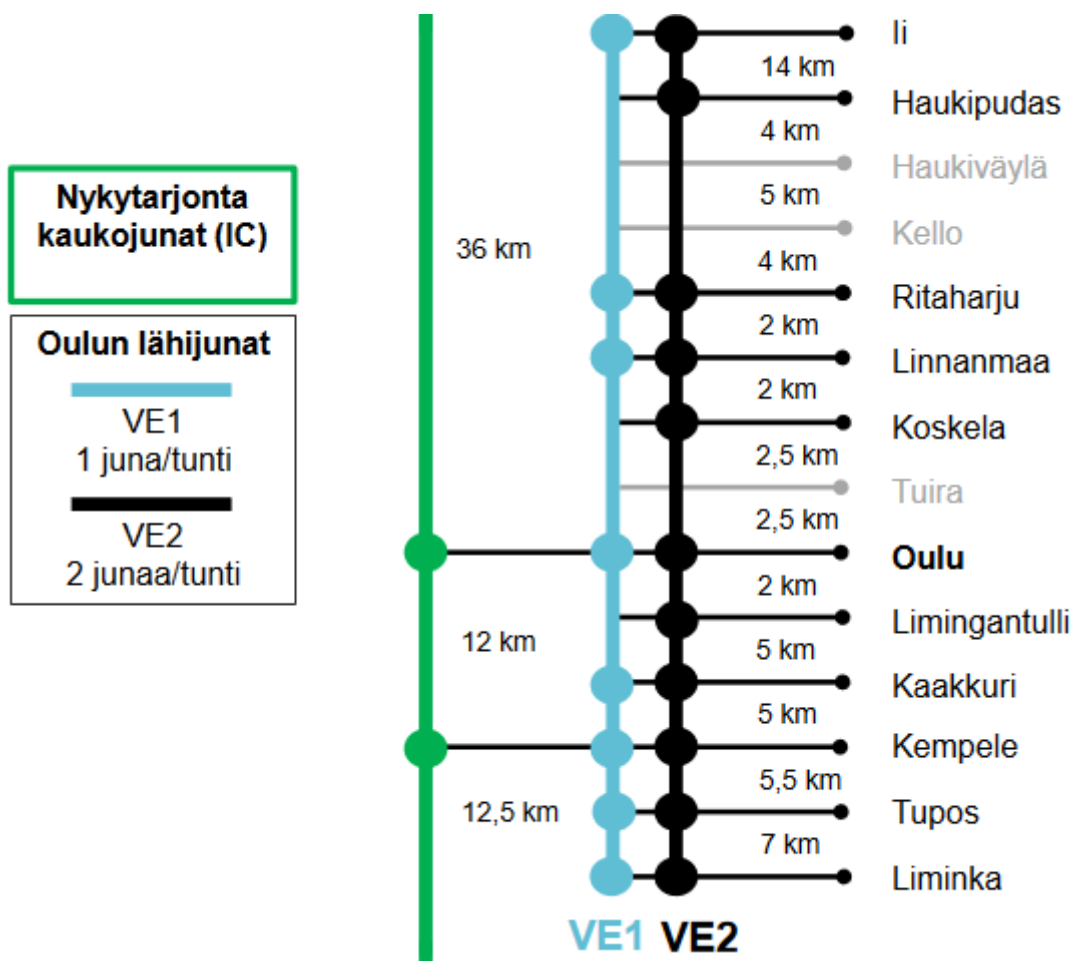 Nykytarjonta
kaukojunat (IC)
Oulun lähijunat
VE1
1 juna/tunti
VE2
2 junaa/tunti
36 km
12 km
12,5 km
Ii
14 km
Haukipudas
4 km
Haukiväylä
5 km
Kello
4 km
Ritaharju
2 km
Linnanmaa
2 km
Koskela
2,5 km
Tuira
2,5 km
Oulu
2 km
Limingantulli
5 km
Kaakkuri
5 km
Kempele
5,5 km
Tupos
7 km
Liminka
VE1 VE2